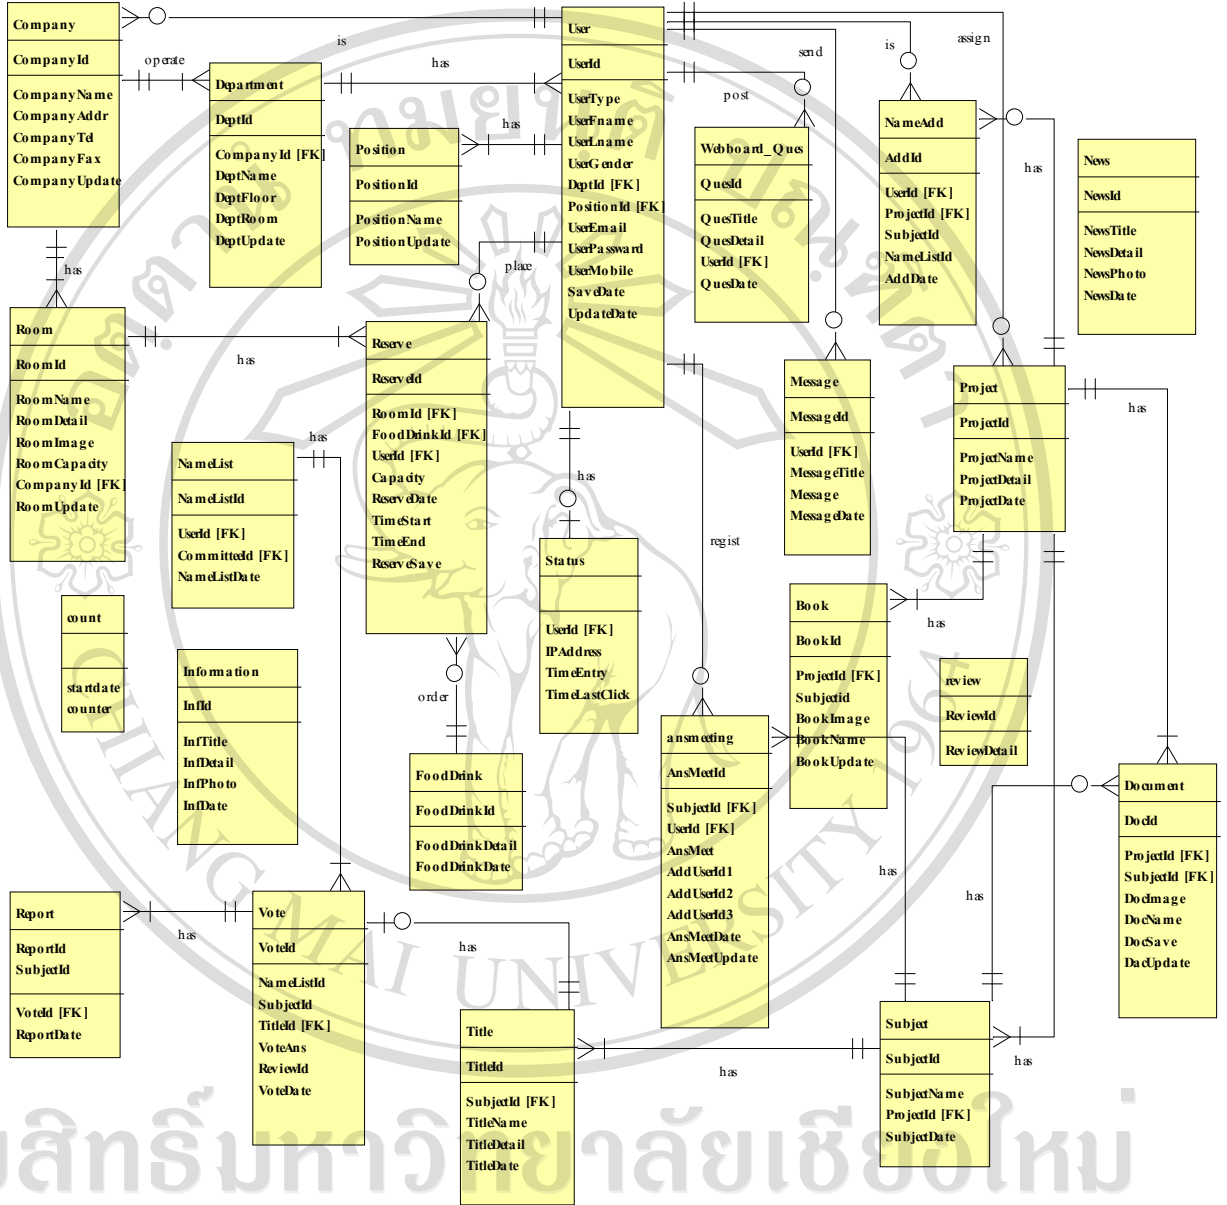 Company
CompanyId
CompanyName
CompanyAddr
CompanyTel
CompanyFax
CompanyUpdate
operate
is
Department
DeptId
CompanyId [FK]
DeptName
DeptFloor
DeptRoom
DeptUpdate
has
Position
PositionId
PositionName
PositionUpdate
has
User
UserId
UserType
UserFname
UserLname
UserGender
DeptId [FK]
PositionId [FK]
UserEmail
UserPassward
UserMobile
SaveDate
UpdateDate
place
send
post
is
assign
Webboard_Ques
QuesId
QuesTitle
QuesDetail
UserId [FK]
QuesDate
NameAdd
AddId
UserId [FK]
ProjectId [FK]
SubjectId
NameListId
AddDate
has
News
NewsId
NewsTitle
NewsDetail
NewsPhoto
NewsDate
has
Room
RoomId
RoomName
RoomDetail
RoomImage
RoomCapacity
CompanyId [FK]
RoomUpdate
has
Reserve
ReserveId
RoomId [FK]
FoodDrinkId [FK]
UserId [FK]
Capacity
ReserveDate
TimeStart
TimeEnd
ReserveSave
has
NameList
NameListId
UserId [FK]
CommitteeId [FK]
NameListDate
Message
MessageId
UserId [FK]
MessageTitle
Message
MessageDate
Project
ProjectId
ProjectName
ProjectDetail
ProjectDate
has
has
regist
Status
UserId [FK]
IPAddress
TimeEntry
TimeLastClick
count
startdate
counter
Information
InfId
InfTitle
InfDetail
InfPhoto
InfDate
order
Book
BookId
ProjectId [FK]
Subjectid
BookImage
BookName
BookUpdate
has
review
ReviewId
ReviewDetail
ansmeeting
AnsMeetId
SubjectId [FK]
UserId [FK]
AnsMeet
AddUserId1
AddUserId2
AddUserId3
AnsMeetDate
AnsMeetUpdate
FoodDrink
FoodDrinkId
FoodDrinkDetail
FoodDrinkDate
Document
DocId
ProjectId [FK]
SubjectId [FK]
DocImage
DocName
DocSave
DacUpdate
has
has
Report
ReportId
SubjectId
VoteId [FK]
ReportDate
has
Vote
VoteId
NameListId
SubjectId
TitleId [FK]
VoteAns
ReviewId
VoteDate
has
Title
TitleId
SubjectId [FK]
TitleName
TitleDetail
TitleDate
has
Subject
SubjectId
SubjectName
ProjectId [FK]
SubjectDate
has
CHIANG MAI UNIVERSITY 1964